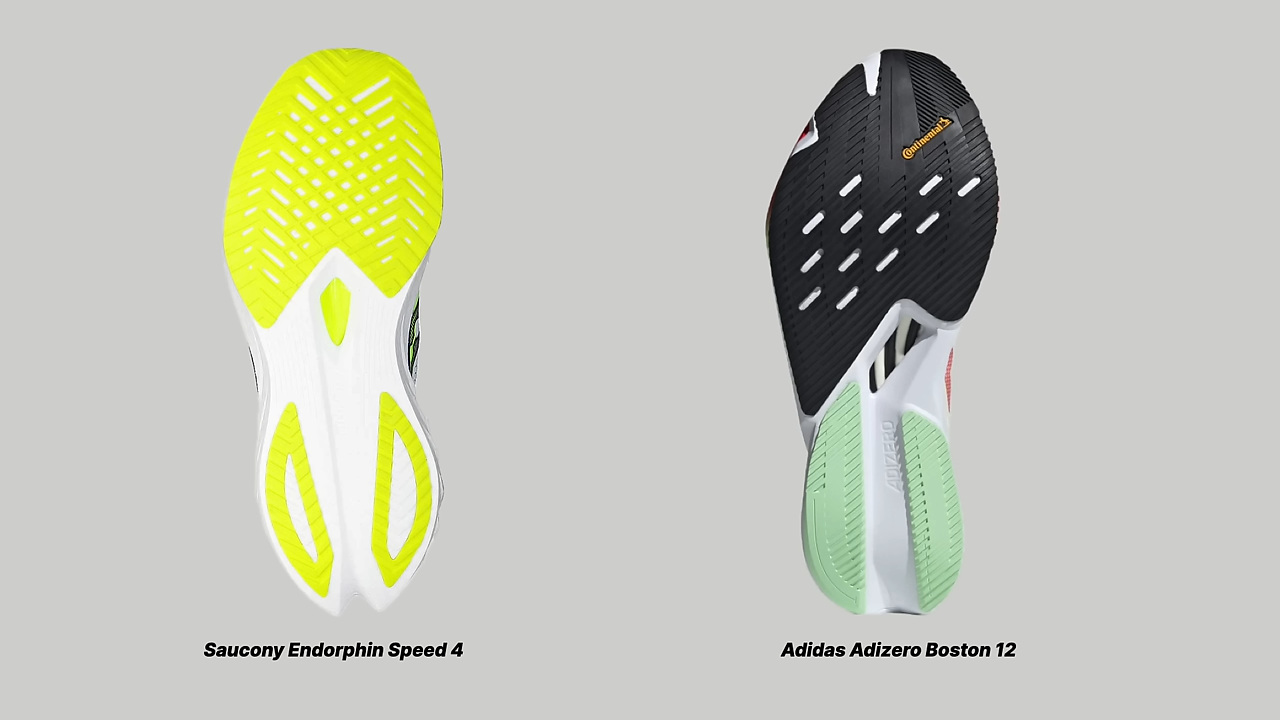 Continental
ADIZERO
Saucony Endorphin Speed 4
Adidas Adizero Boston 12